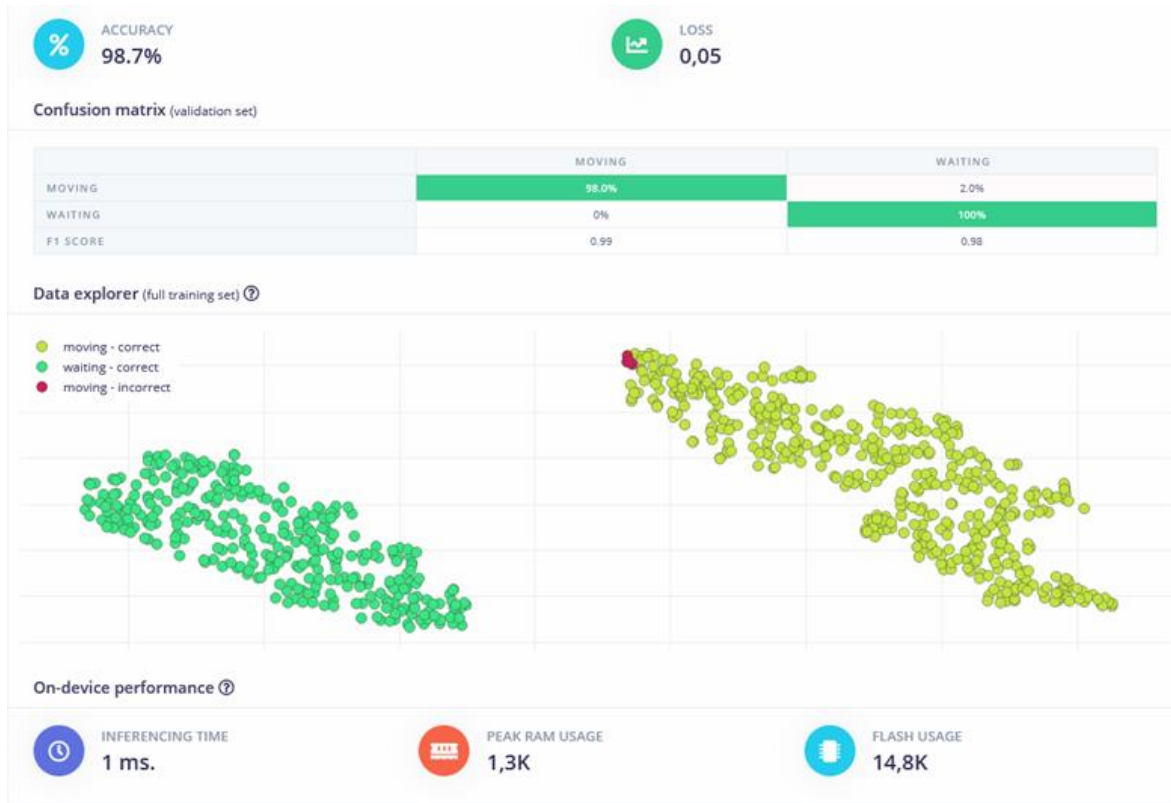 ACCURACY
98.7%
LOSS
0,05
Confusion matrix (validation set)
MOVING WAITING
MOVING 98.0% 2.0%
WAITING 0% 100%
F1 SCORE 0.99 0.98
Data explorer (full training set) ?
moving - correct
waiting - correct
moving - incorrect
On-device performance ?
INFERENCING TIME
1 ms.
PEAK RAM USAGE
1,3K
FLASH USAGE
14,8K